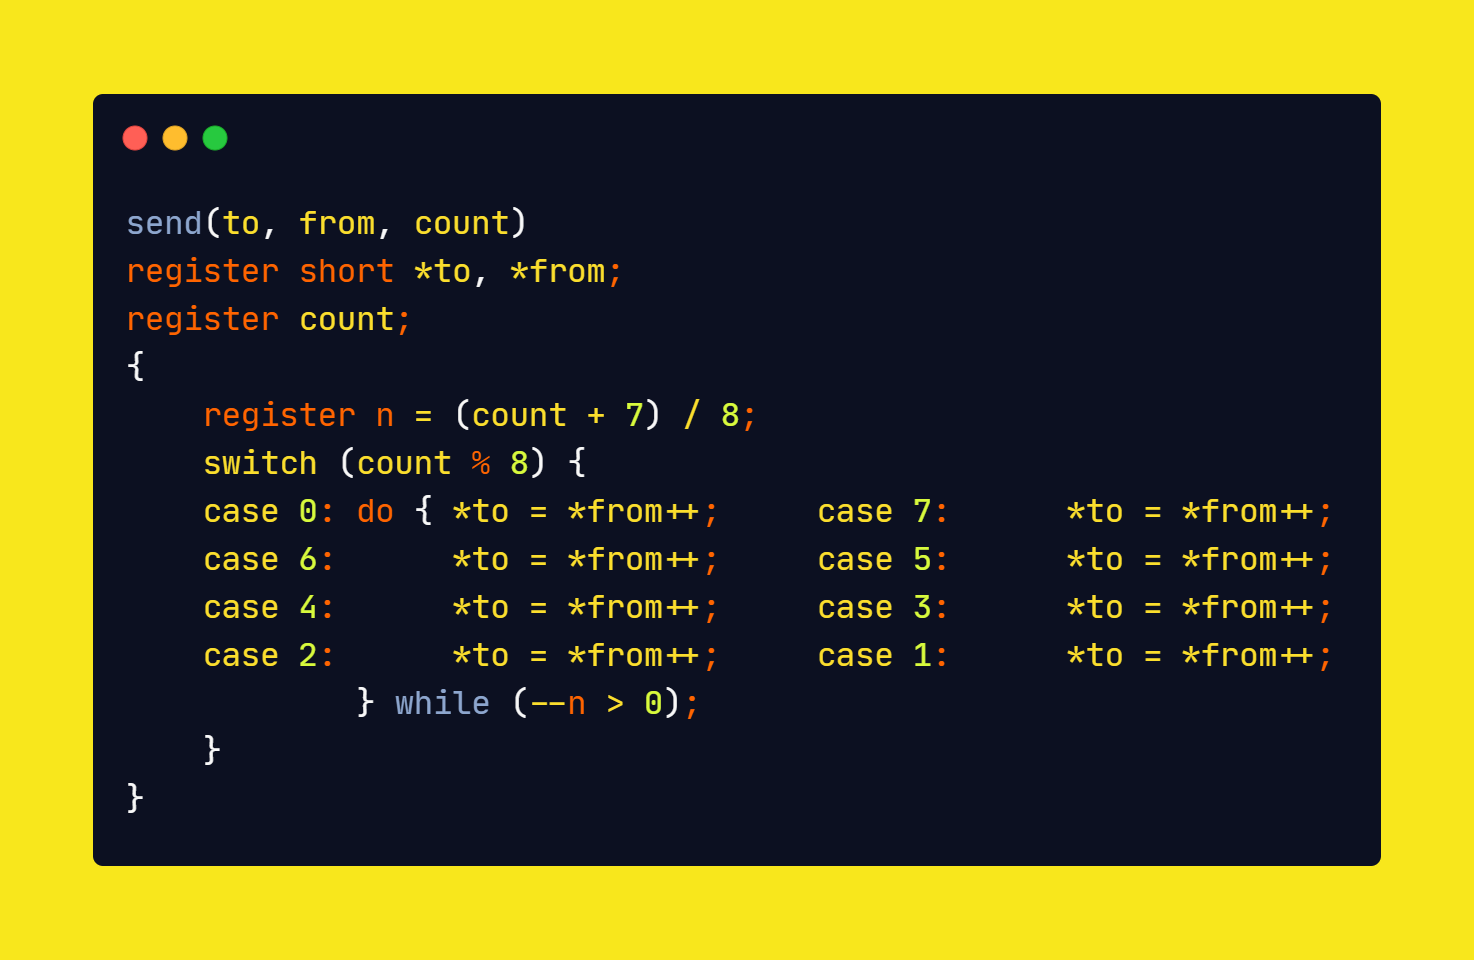 send(to, from, count)
register short *to, *from;
register count;
{
    register n = (count + 7) / 8;
    switch (count % 8) {
    case 0: do { *to = *from++;     case 7:      *to = *from++;
    case 6:      *to = *from++;     case 5:      *to = *from++;
    case 4:      *to = *from++;     case 3:      *to = *from++;
    case 2:      *to = *from++;     case 1:      *to = *from++;
            } while (--n > 0);
    }
}